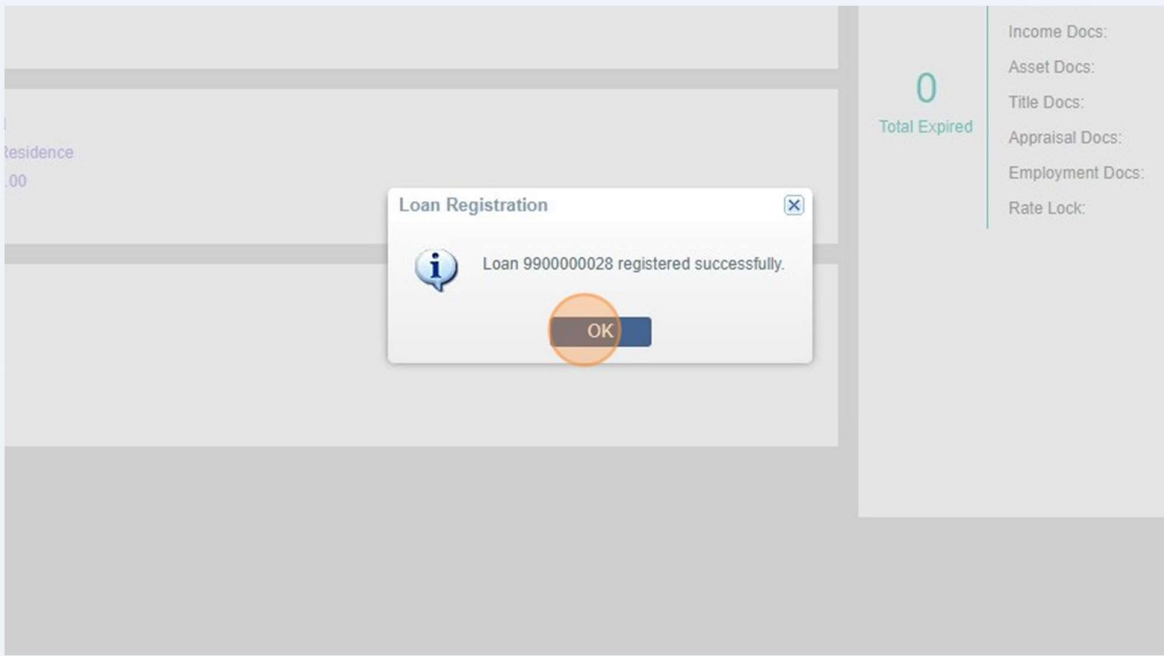 Income Docs:
Asset Docs:
0
Title Docs:
Total Expired
Appraisal Docs:
Residence
Employment Docs:
.00
Rate Lock:
Loan Registration
Loan 9900000028 registered successfully.
OK